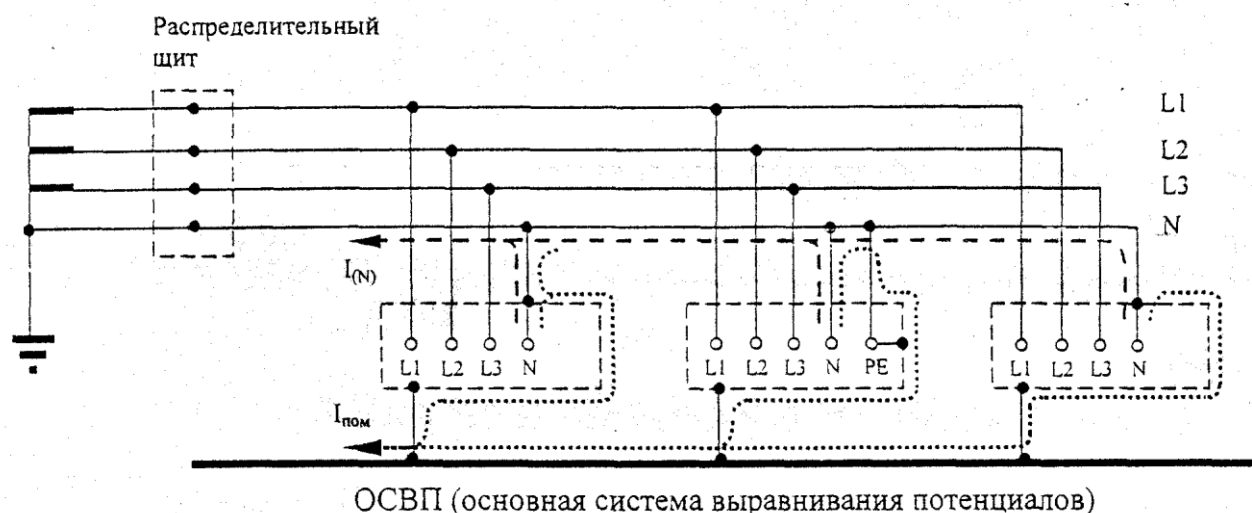 Распределительный
щит
L1
L2
L3
N
I(N)
L1 L2 L3 N
L1 L2 L3 N PE
L1 L2 L3 N
Iпом
ОСВП (основная система выравнивания потенциалов)